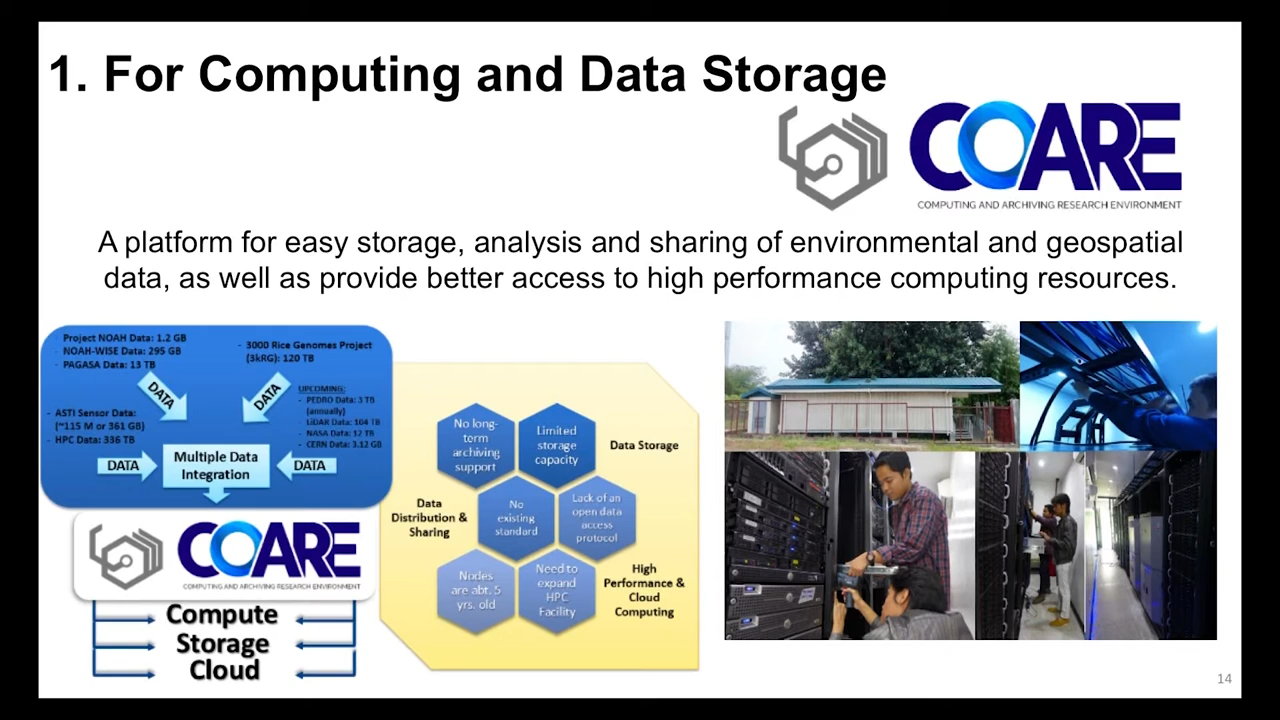 1. For Computing and Data Storage
COARE
COMPUTING AND ARCHIVING RESEARCH ENVIRONMENT
A platform for easy storage, analysis and sharing of environmental and geospatial
data, as well as provide better access to high performance computing resources.
- Project NOAH Data: 1.2 GB
- NOAH-WISE Data: 295 GB
- PAGASA Data: 13 TB
- 3000 Rice Genomes Project
(3kRG): 120 TB
DATA
DATA
UPCOMING:
- PEDRO Data: 3 TB
(annually)
- LiDAR Data: 104 TB
- NASA Data: 12 TB
- CERN Data: 3.12 GB
- ASTI Sensor Data:
(~115 M or 361 GB)
- HPC Data: 336 TB
DATA
Multiple Data
Integration
DATA
COARE
COMPUTING AND ARCHIVING RESEARCH ENVIRONMENT
Compute
Storage
Cloud
No long-
term
archiving
support
Limited
storage
capacity
Data Storage
Data
Distribution &
Sharing
No
existing
standard
Lack of an
open data
access
protocol
Nodes
are abt. 5
yrs. old
Need to
expand
HPC
Facility
High
Performance &
Cloud
Computing
14